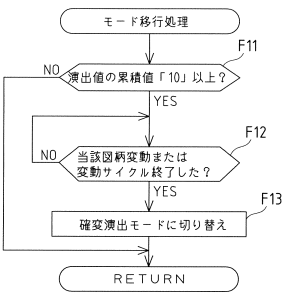 モード移行処理
F11
NO
演出値の累積値「10」以上?
YES
F12
NO
当該図柄変動または
変動サイクル終了した?
YES
F13
確変演出モードに切り替え
RETURN